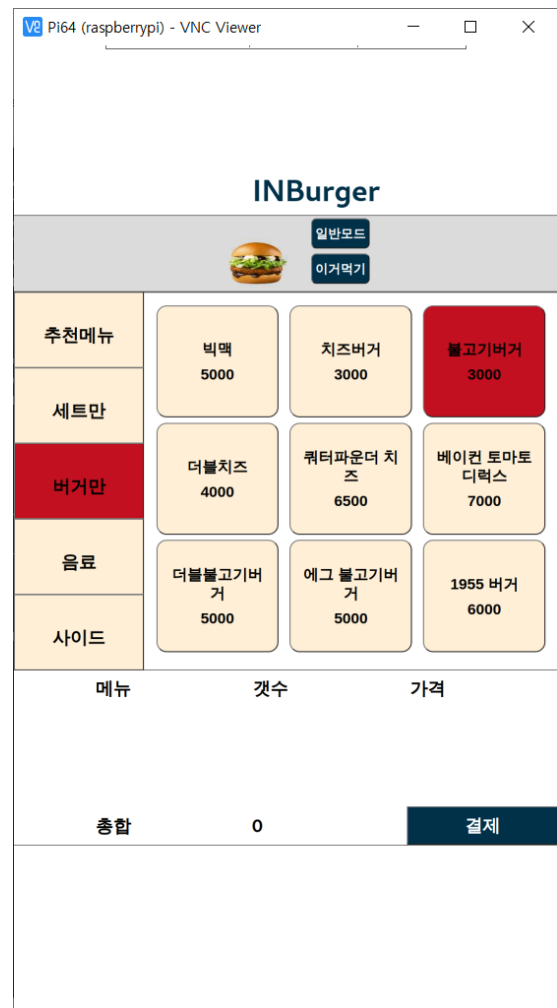 Pi64 (raspberrypi) - VNC Viewer
INBurger
일반모드
이거먹기
추천메뉴
세트만
버거만
음료
사이드
빅맥
5000
치즈버거
3000
불고기버거
3000
더블치즈
4000
쿼터파운더 치
즈
6500
베이컨 토마토
디럭스
7000
더블불고기버
거
5000
에그 불고기버
거
5000
1955 버거
6000
메뉴 갯수 가격
총합 0 결제